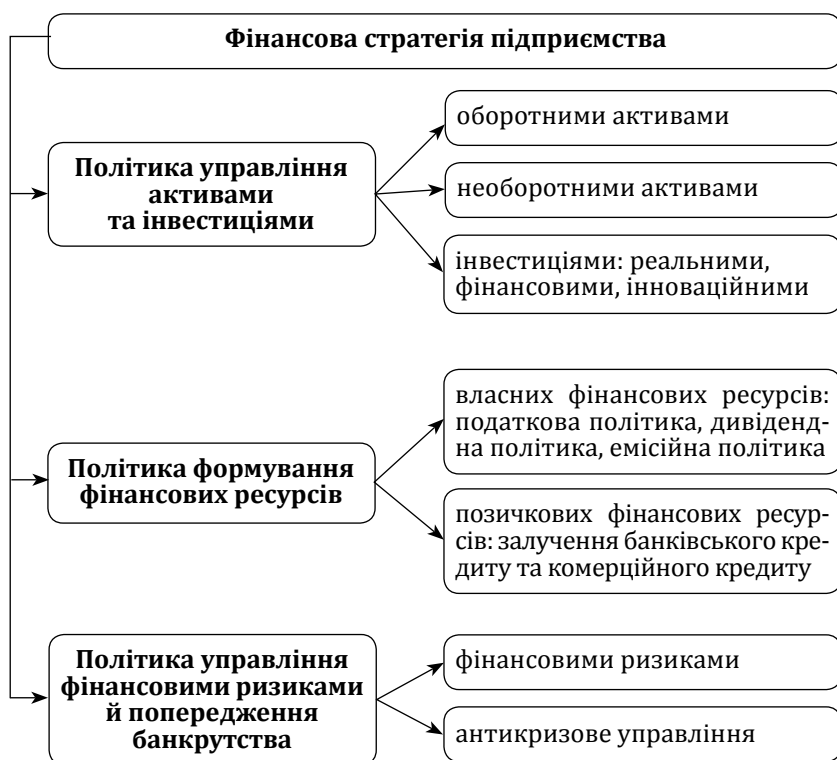 Фінансова стратегія підприємства
Політика управління
активами
та інвестиціями
оборотними активами
необоротними активами
інвестиціями: реальними,
фінансовими, інноваційними
Політика формування
фінансових ресурсів
власних фінансових ресурсів:
податкова політика, дивіденд-
на політика, емісійна політика
позичкових фінансових ресур-
сів: залучення банківського кре-
диту та комерційного кредиту
Політика управління
фінансовими ризиками
й попередження
банкрутства
фінансовими ризиками
антикризове управління